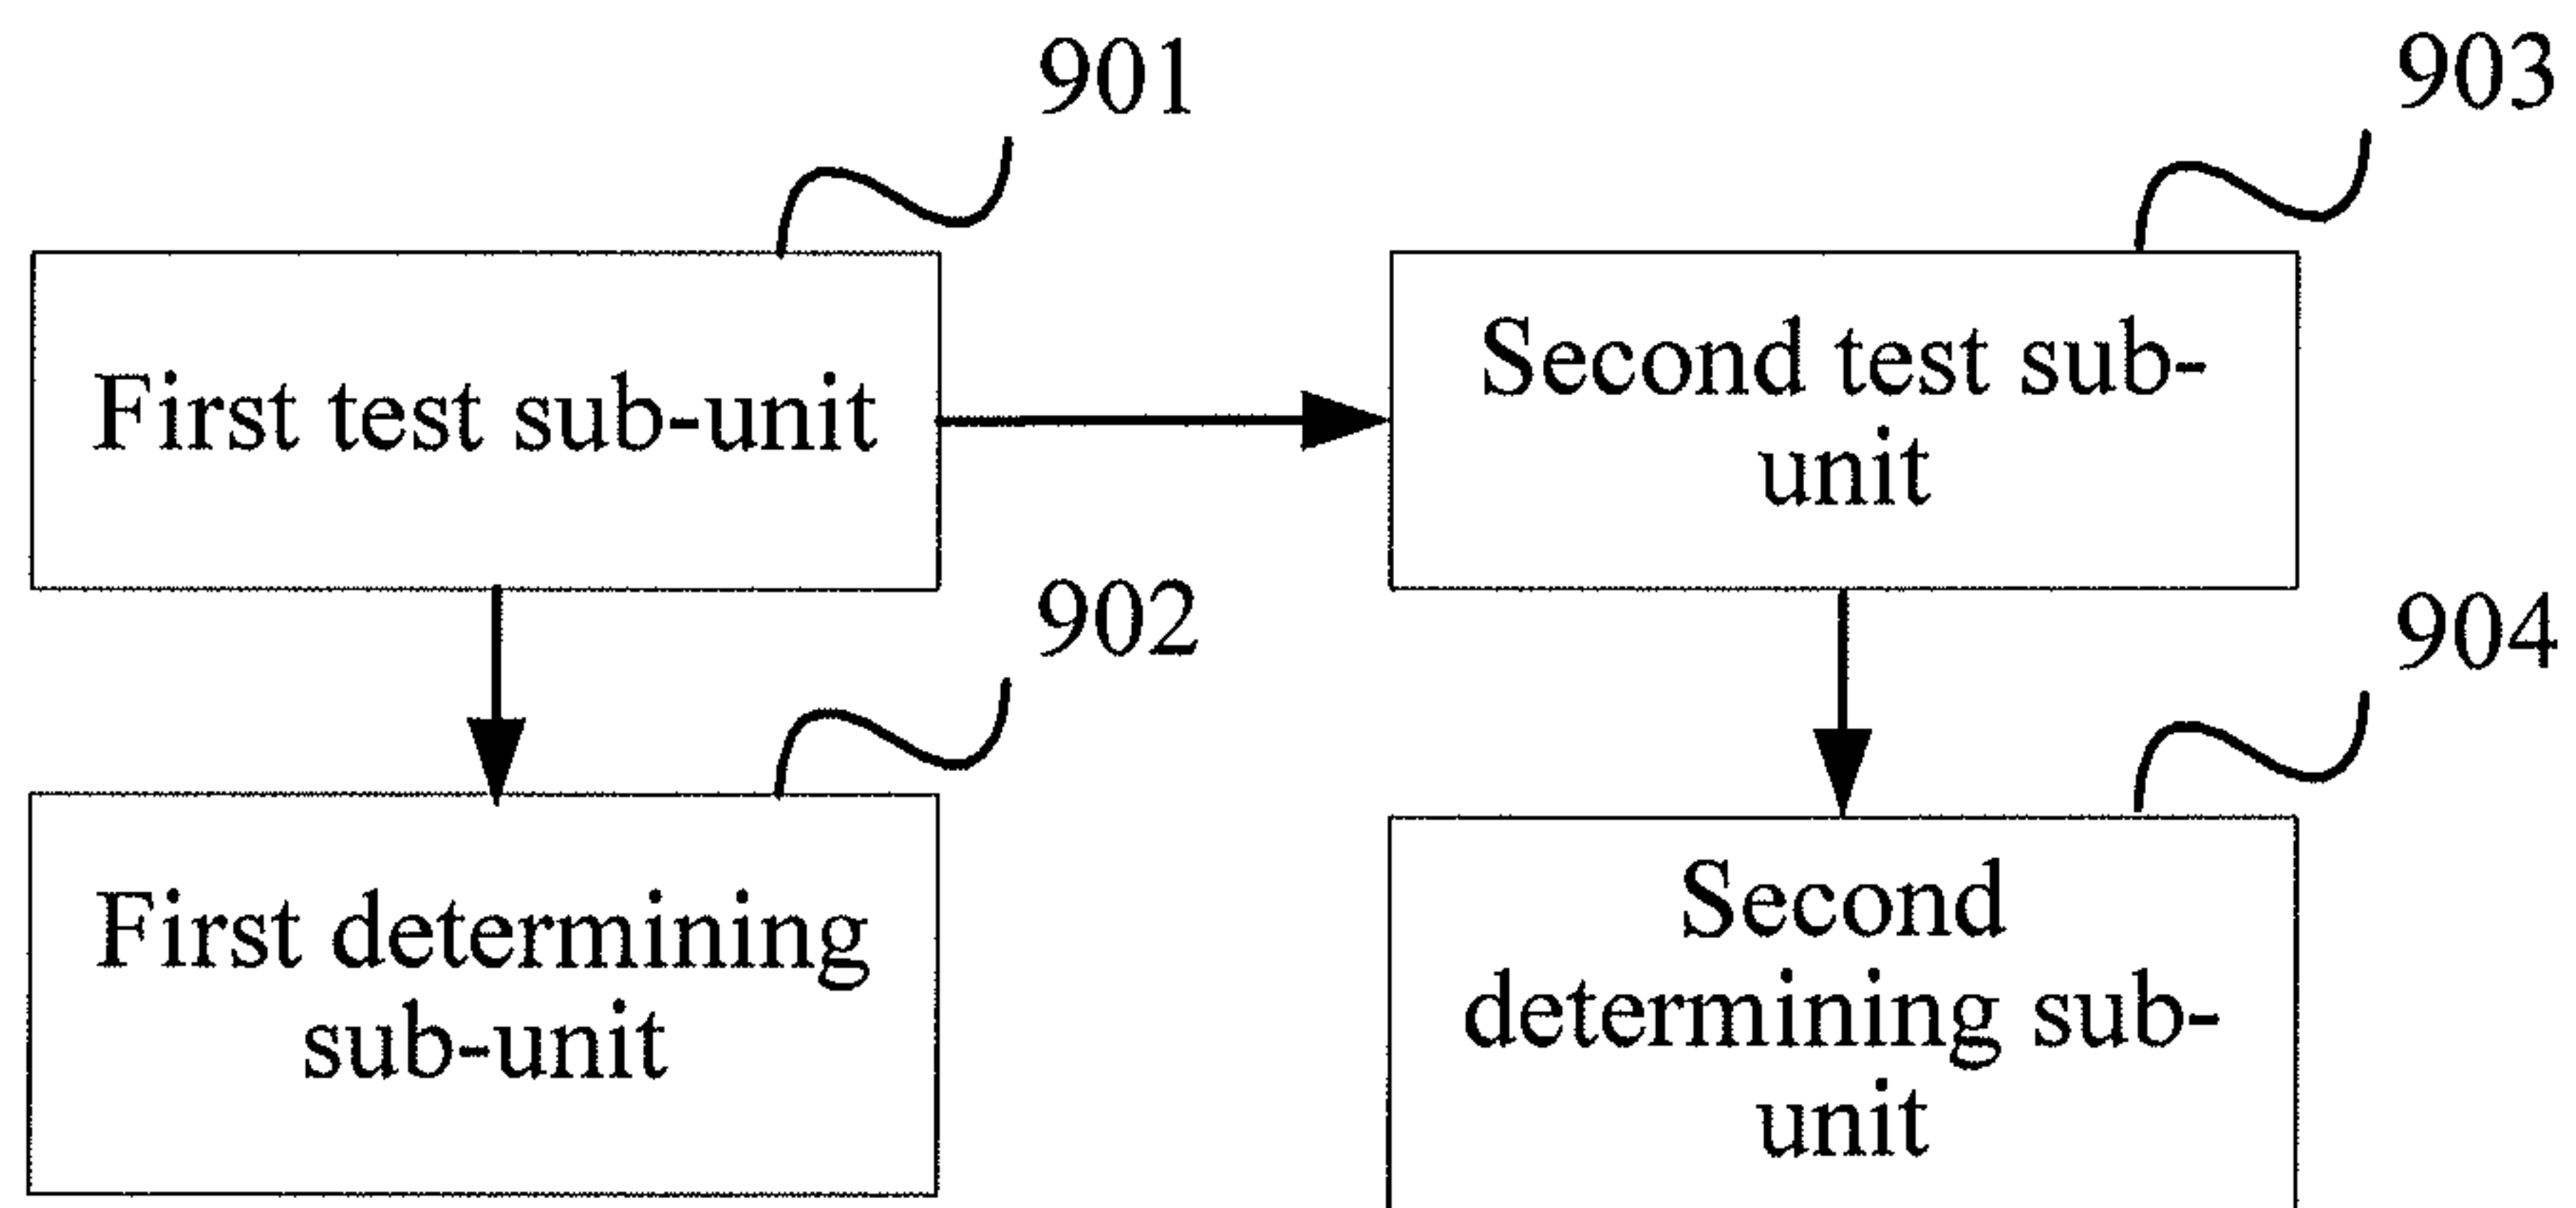 901
903
First test sub-unit
Second test sub-
unit
902
904
First determining
sub-unit
Second
determining sub-
unit